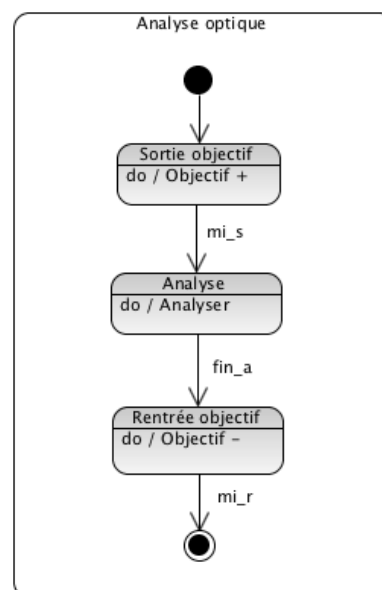 Analyse optique
Sortie objectif
do / Objectif +
mi_s
Analyse
do / Analyser
fin_a
Rentrée objectif
do / Objectif -
mi_r